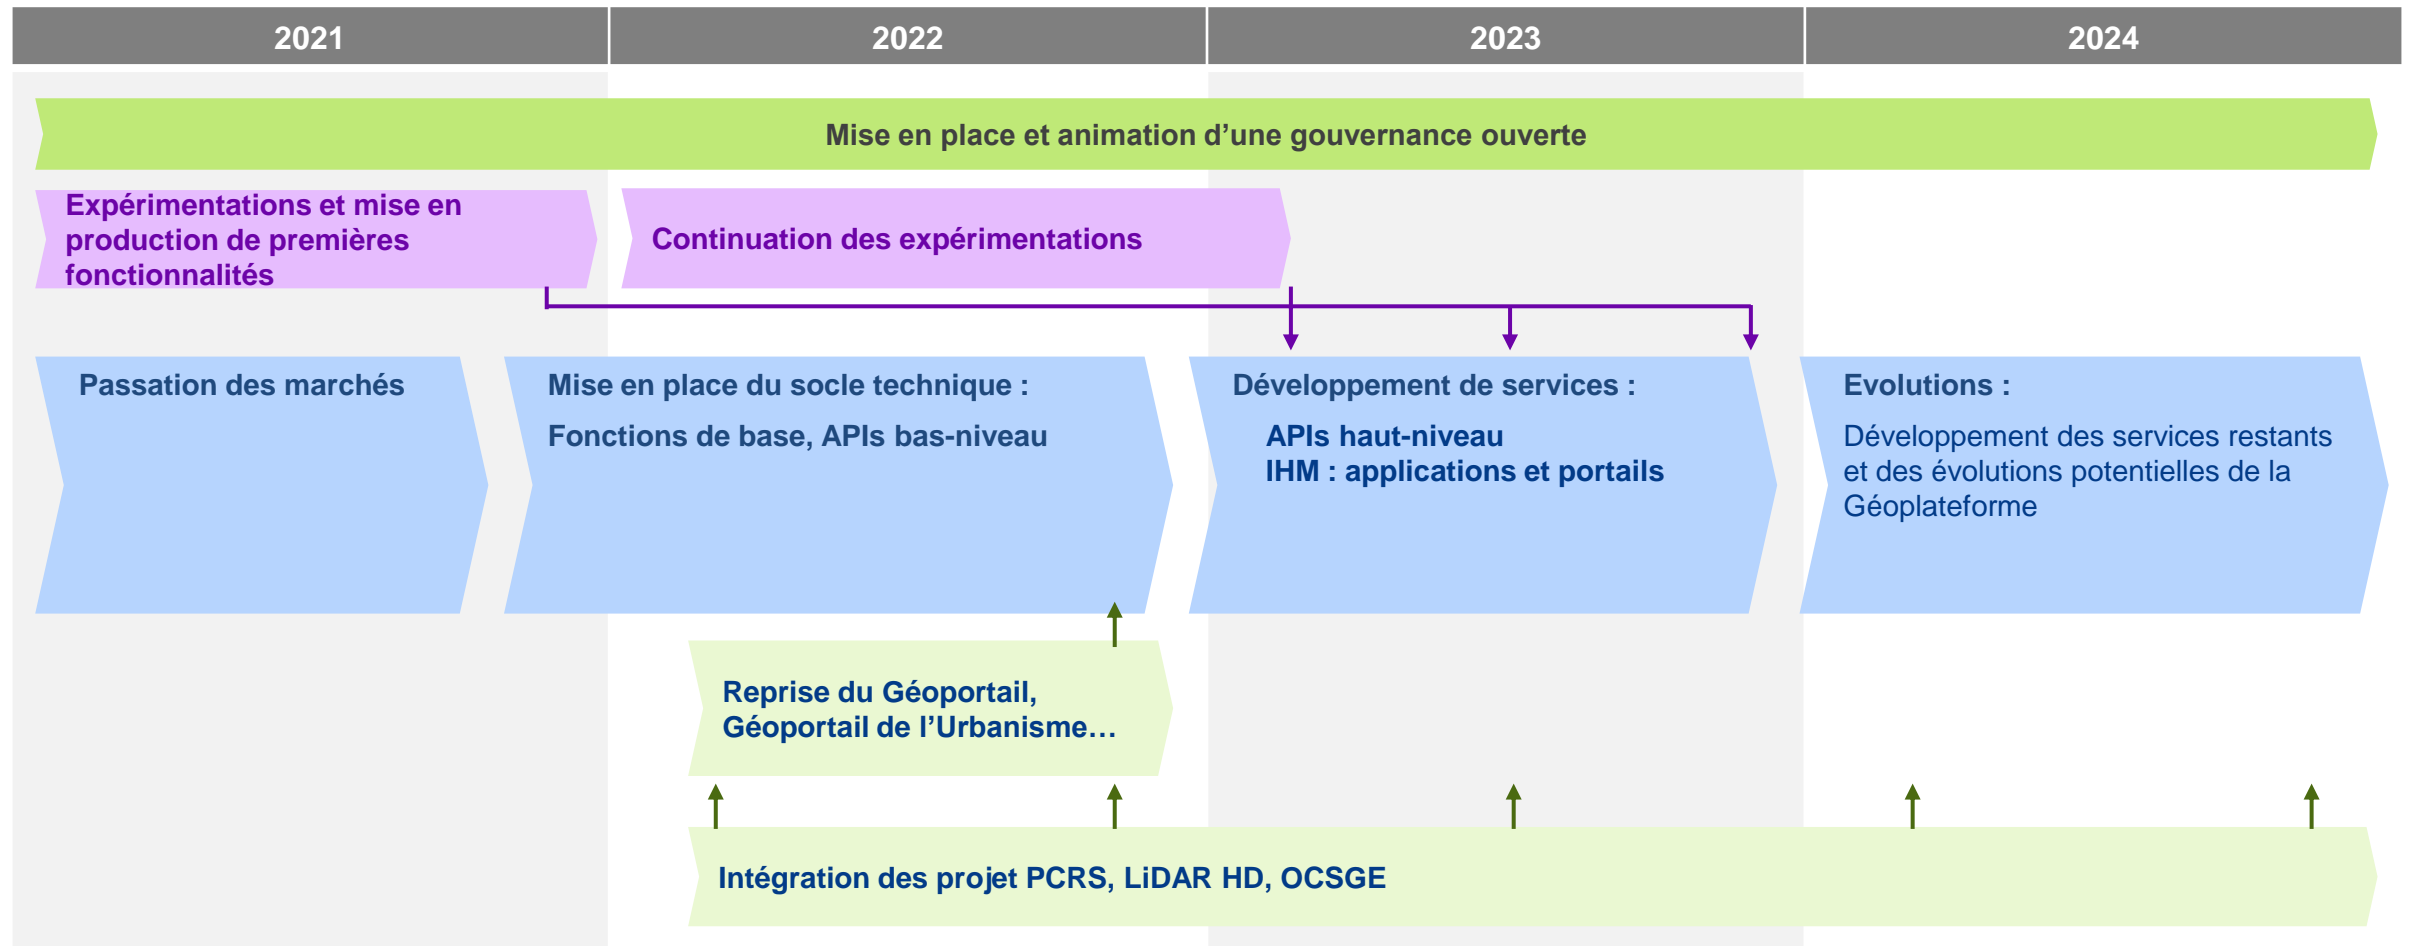 2021
2022
2023
2024
Mise en place et animation d’une gouvernance ouverte
Expérimentations et mise en
production de premières
fonctionnalités
Continuation des expérimentations
Passation des marchés
Mise en place du socle technique :
Fonctions de base, APIs bas-niveau
Développement de services :
APIs haut-niveau
IHM : applications et portails
Evolutions :
Développement des services restants
et des évolutions potentielles de la
Géoplateforme
Reprise du Géoportail,
Géoportail de l’Urbanisme…
Intégration des projet PCRS, LiDAR HD, OCSGE